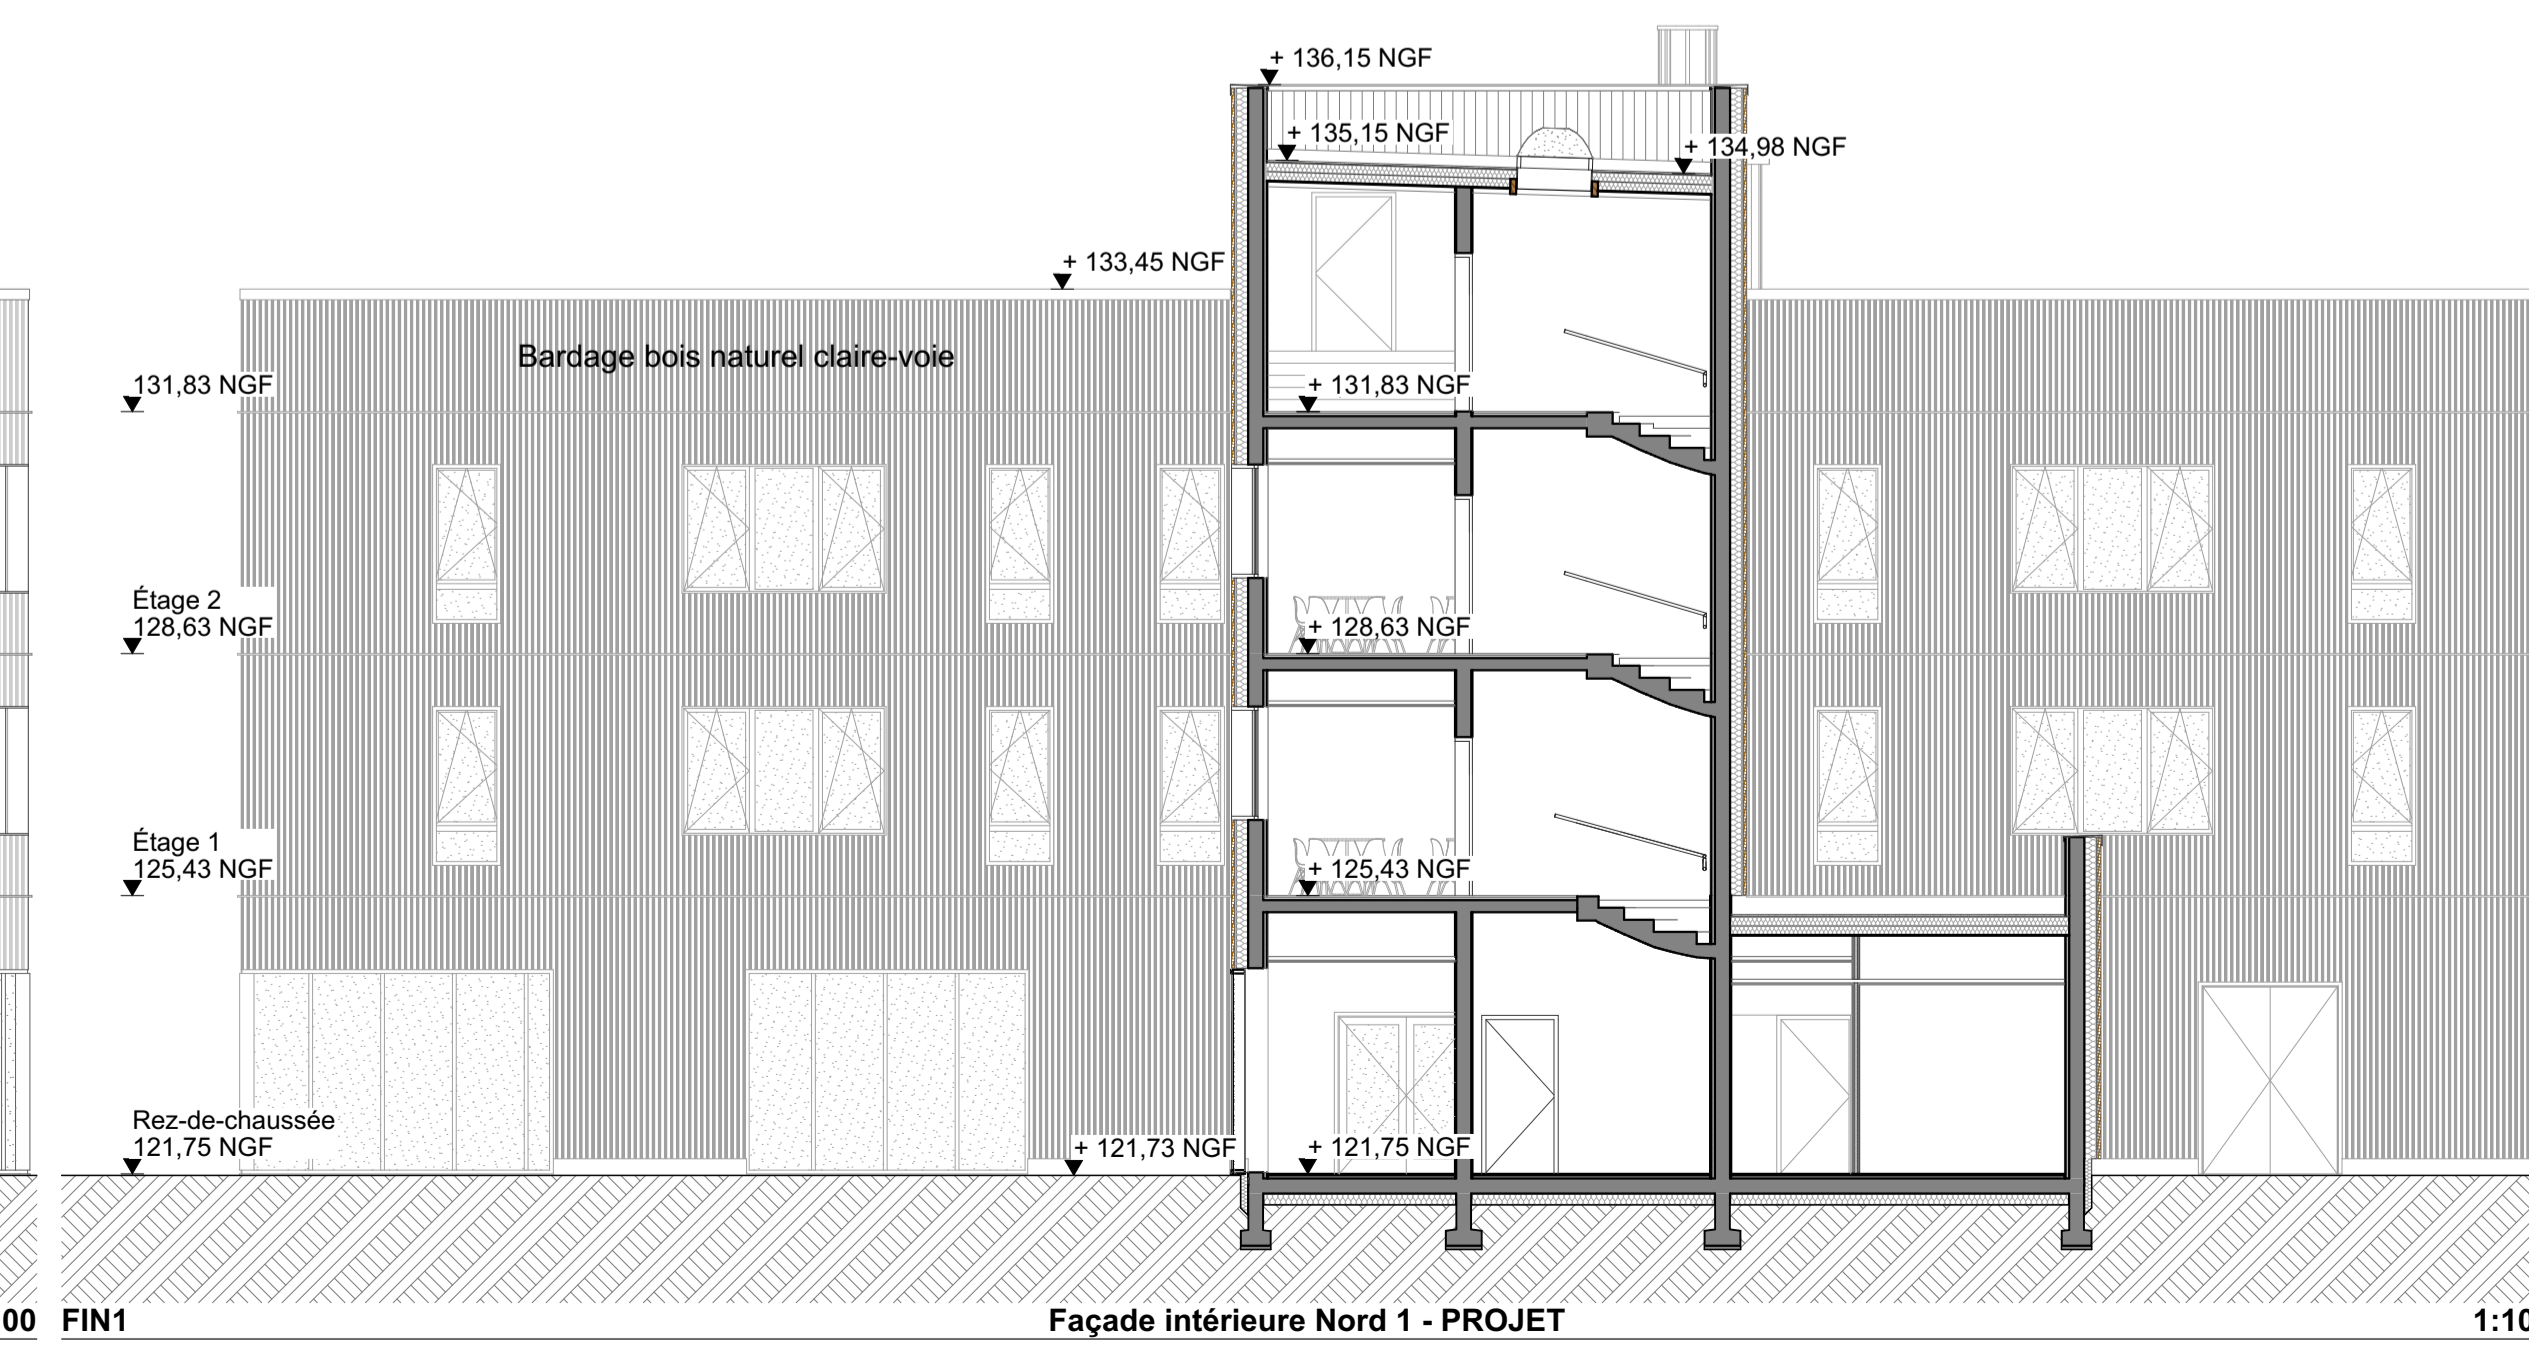 + 136,15 NGF
+ 135,15 NGF
+ 134,98 NGF
+ 133,45 NGF
Bardage bois naturel claire-voie
131,83 NGF
+ 131,83 NGF
Étage 2
128,63 NGF
+ 128,63 NGF
Étage 1
125,43 NGF
+ 125,43 NGF
Rez-de-chaussée
121,75 NGF
+ 121,73 NGF
+ 121,75 NGF
00
FIN1
Façade intérieure Nord 1 - PROJET
1:10